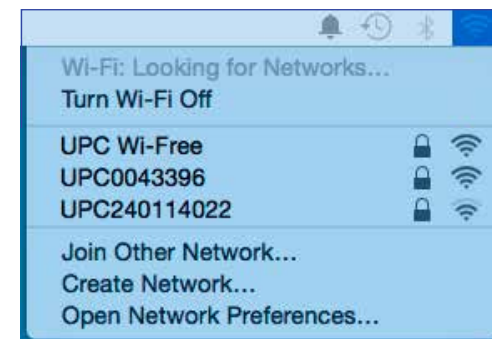 Wi-Fi: Looking for Networks...
Turn Wi-Fi Off
UPC Wi-Free
UPC0043396
UPC240114022
Join Other Network...
Create Network...
Open Network Preferences...